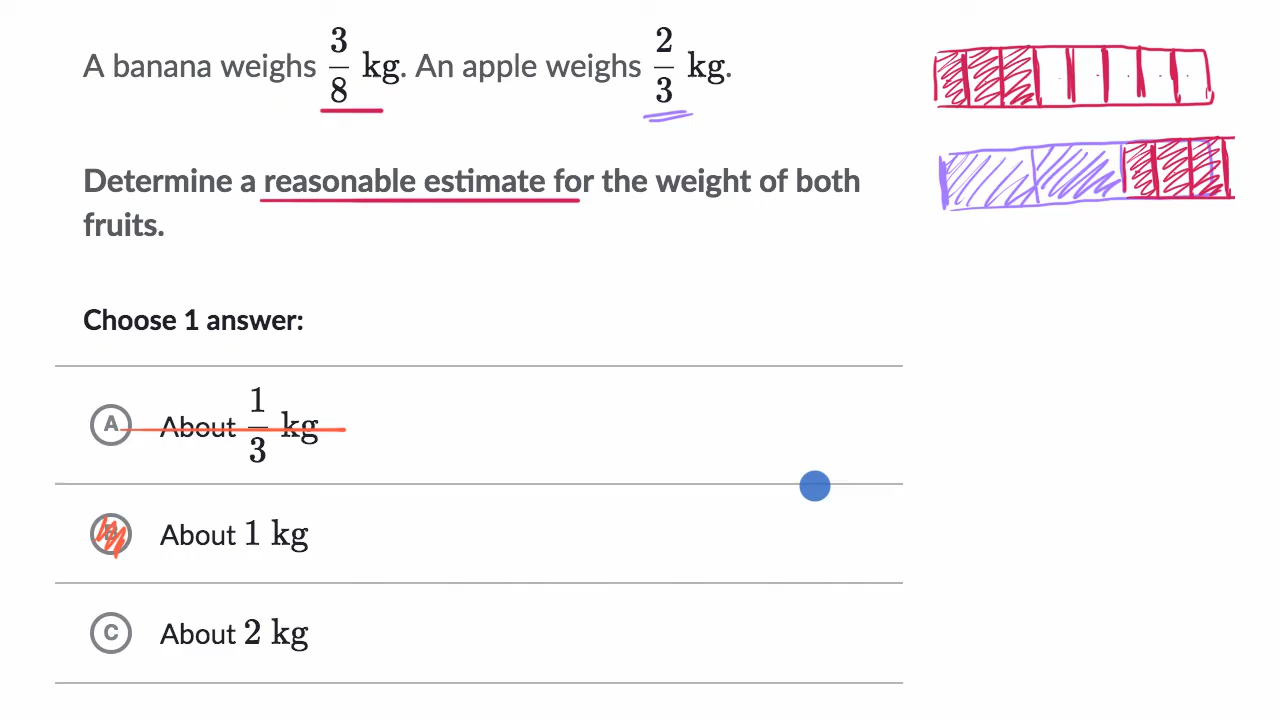 A banana weighs 3/8 kg. An apple weighs 2/3 kg.
Determine a reasonable estimate for the weight of both
fruits.
Choose 1 answer:
A About 1/3 kg
B About 1 kg
C About 2 kg